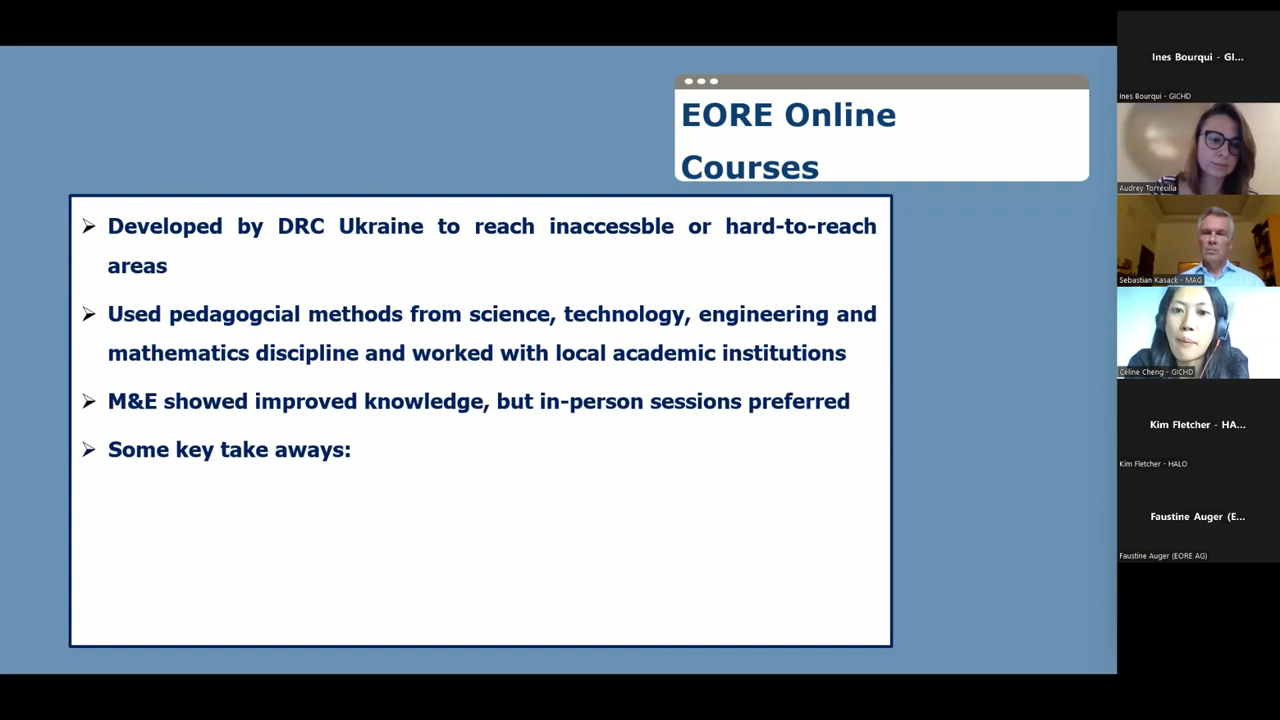 EORE Online
Courses
Developed by DRC Ukraine to reach inaccessble or hard-to-reach
areas
Used pedagogcial methods from science, technology, engineering and
mathematics discipline and worked with local academic institutions
M&E showed improved knowledge, but in-person sessions preferred
Some key take aways:
Ines Bourqui - GI...
Ines Bourqui - GICHD
Audrey Torrecilla
Sebastian Kasack - MAG
Céline Cheng - GICHD
Kim Fletcher - HA...
Kim Fletcher - HALO
Faustine Auger (E...
Faustine Auger (EORE AG)